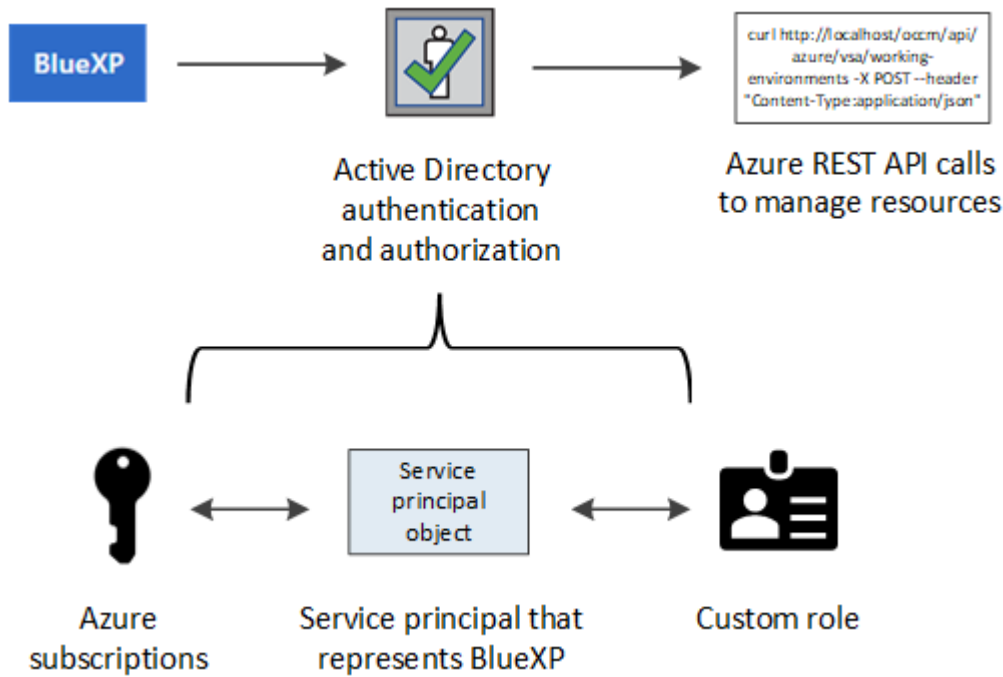 BlueXP
curl http://localhost/occm/api/
azure/vsa/working-
environments -X POST --header
"Content-Type:application/json"
Active Directory
authentication
and authorization
Azure REST API calls
to manage resources
Service
principal
object
Azure
subscriptions
Service principal that
represents BlueXP
Custom role